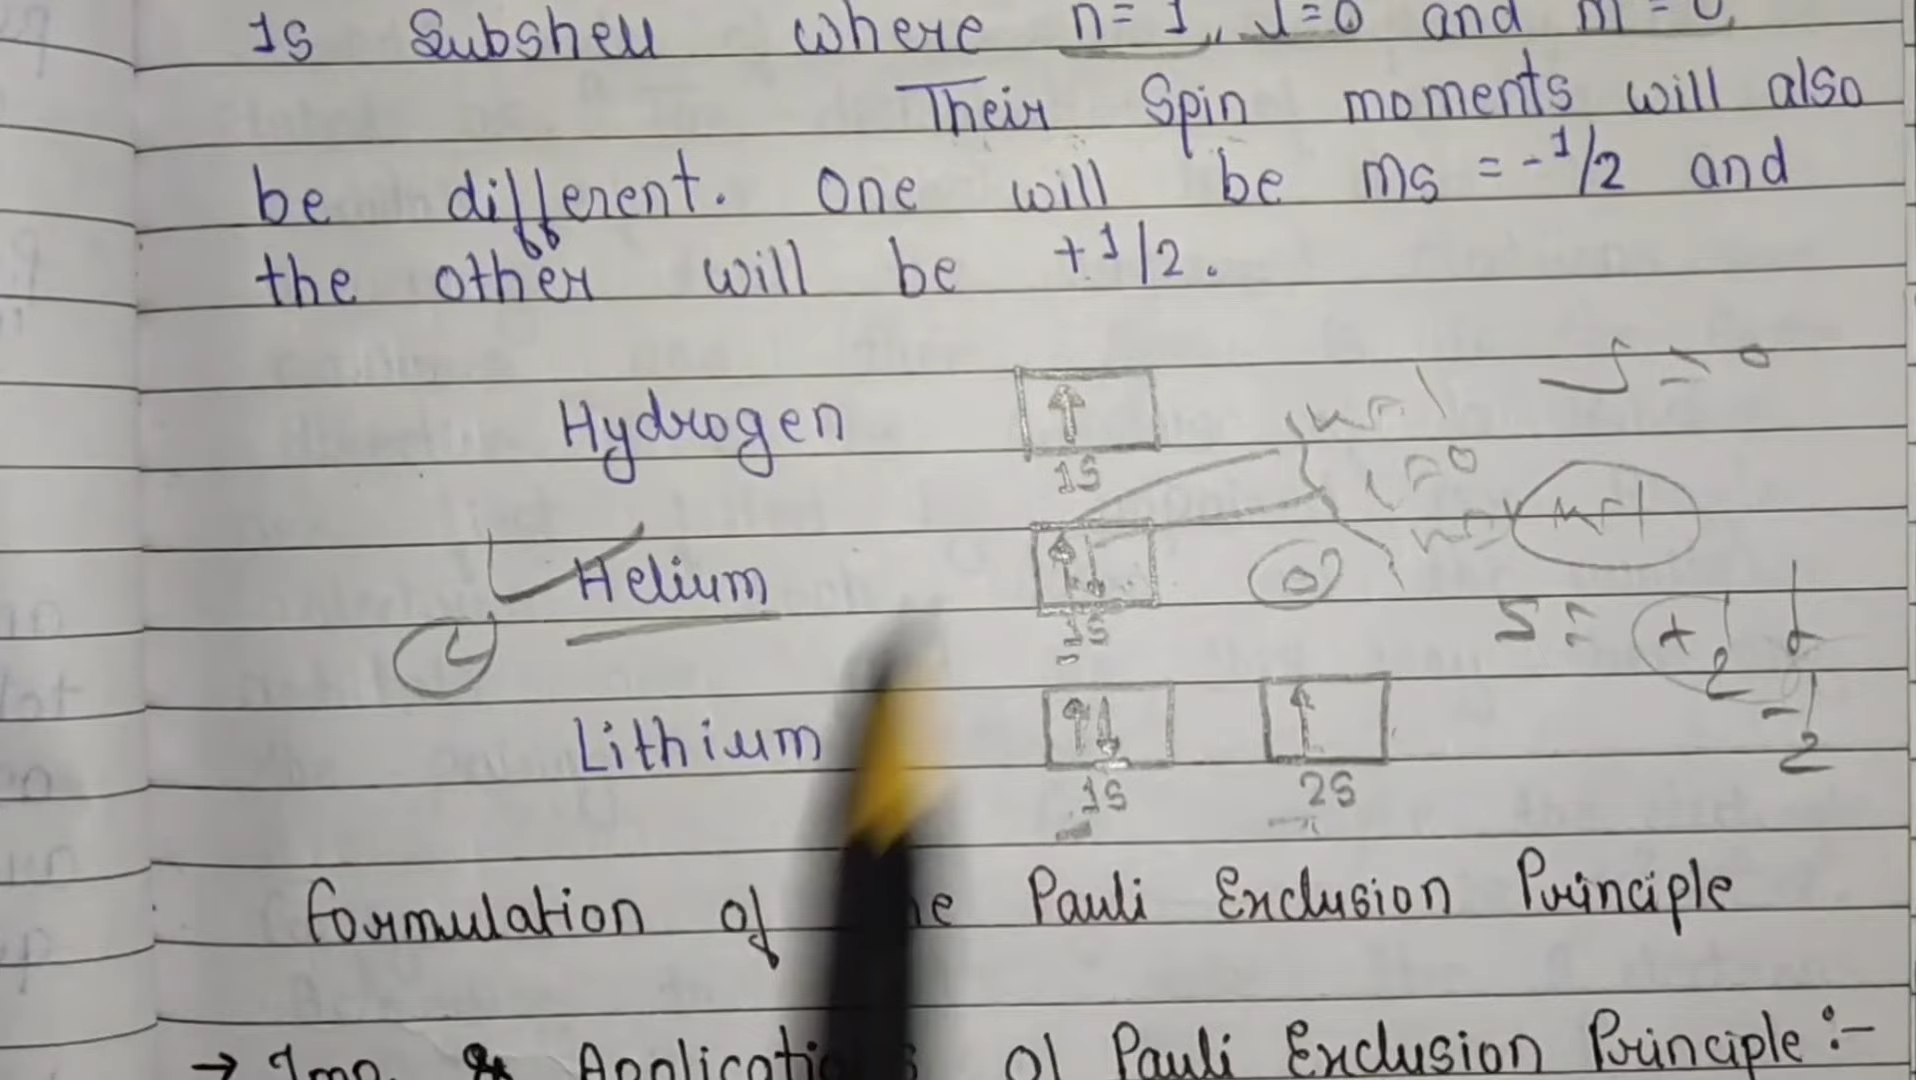 1s Subshell where n= 1, l=0 and m = 0,
Their Spin moments will also
be different. One will be ms = -1/2 and
the other will be +1/2.
Hydrogen
1s
Helium
1s
Lithium
1s 2s
formulation of Pauli Exclusion Principle
→ Imp. & Of Pauli Exclusion Principle :-